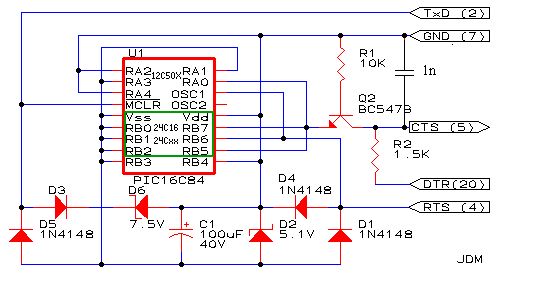 TxD (2)
GND (7)
U1
R1
10K
1n
RA2 12C50X RA1
RA3 RA0
RA4 OSC1
MCLR OSC2
Vss Vdd
RB0 24C16 RB7
RB1 24Cxx RB6
RB2 RB5
RB3 RB4
PIC16C84
Q2
BC547B
CTS (5)
R2
1.5K
DTR(20)
RTS (4)
D3
D6
7.5V
D4
1N4148
D5
1N4148
C1
100uF
40V
D2
5.1V
D1
1N4148
JDM